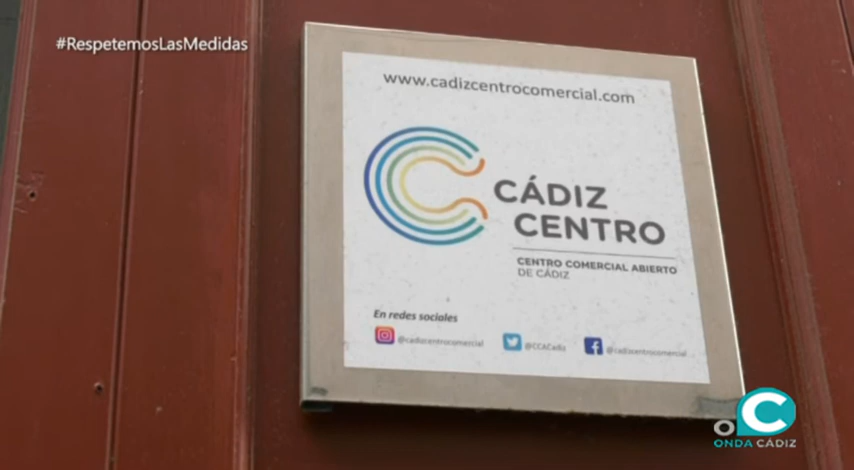 #RespetemosLasMedidas
www.cadizcentrocomercial.com
CÁDIZ
CENTRO
CENTRO COMERCIAL ABIERTO
DE CÁDIZ
En redes sociales
@cadizcentrocomercial @CCACadiz @cadizcentrocomercial
ONDA CÁDIZ